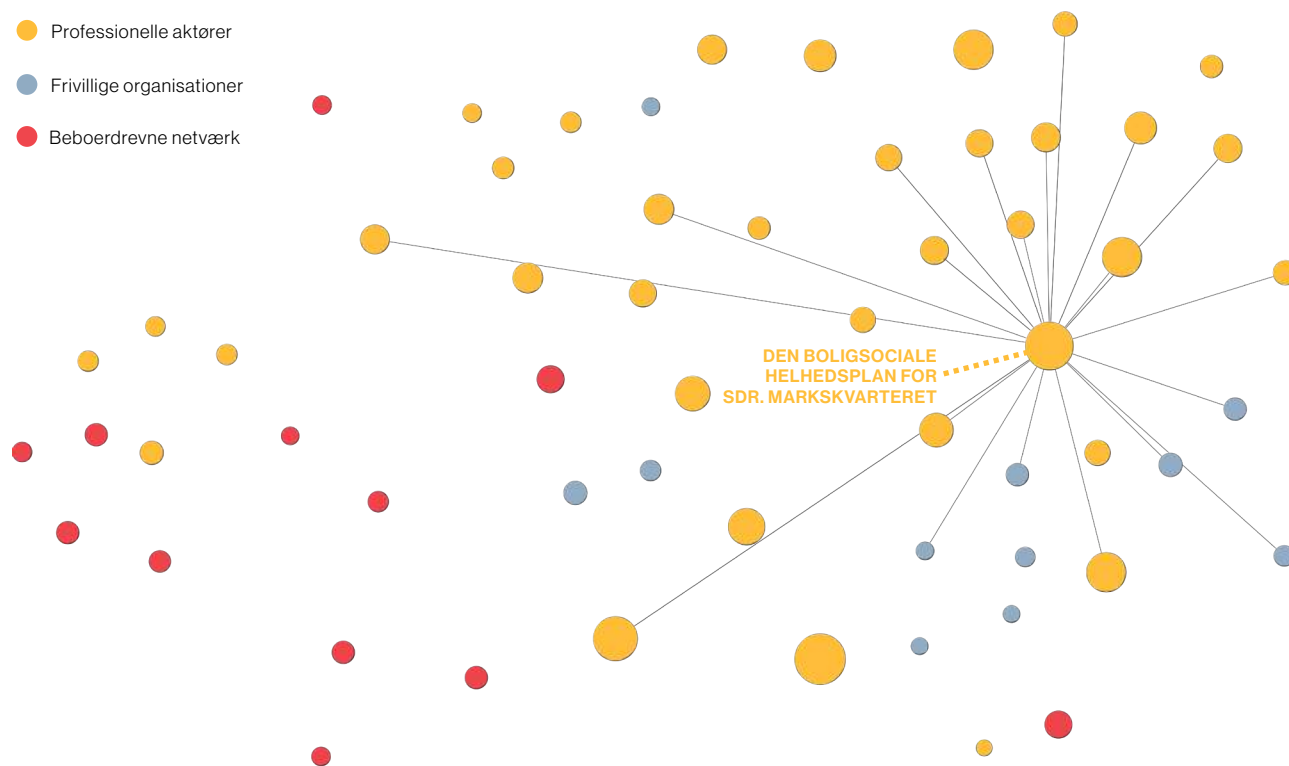 Professionelle aktører
Frivillige organisationer
Beboerdrevne netværk
DEN BOLIGSOCIALE
HELHEDSPLAN FOR
SDR. MARKSKVARTERET